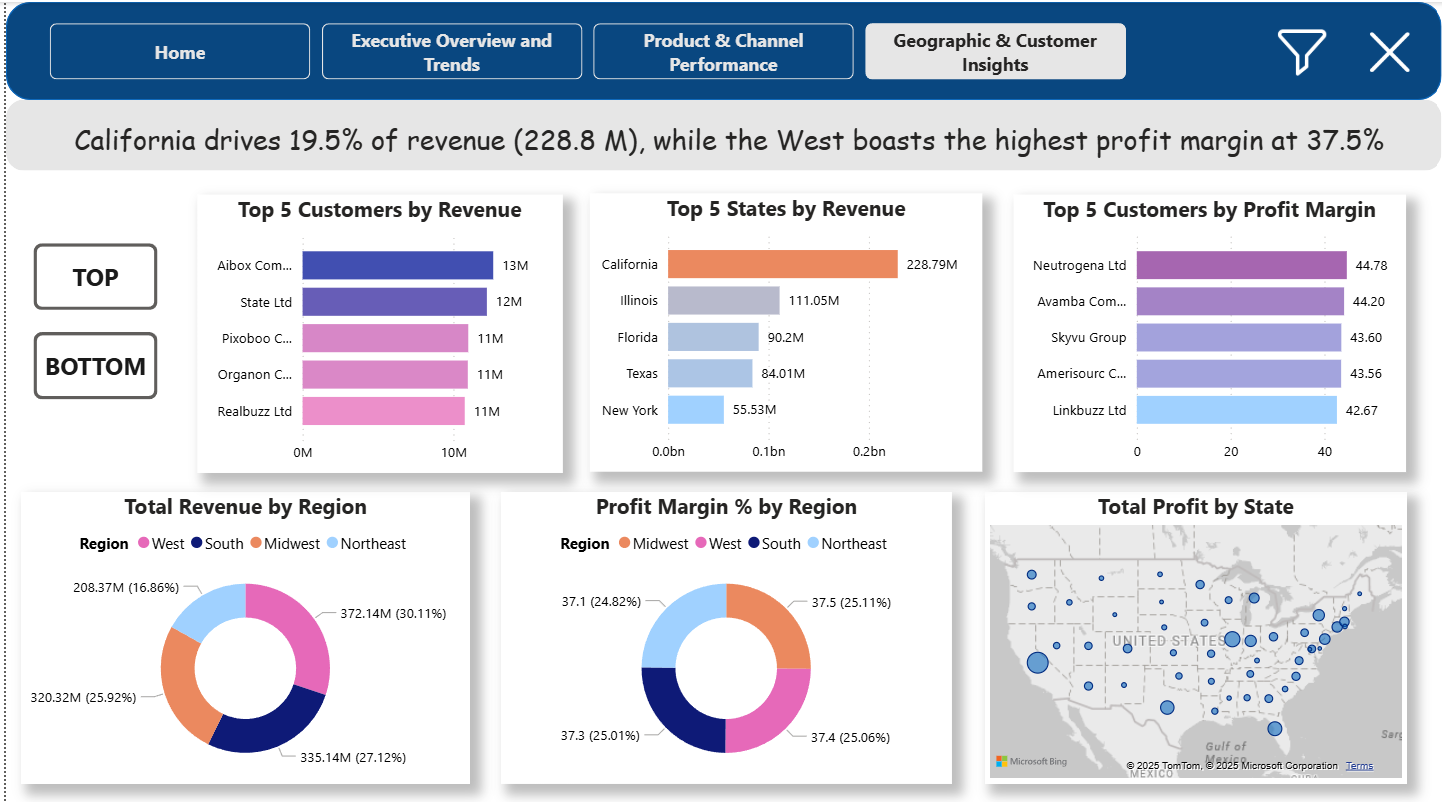 Home
Executive Overview and
Trends
Product & Channel
Performance
Geographic & Customer
Insights
California drives 19.5% of revenue (228.8 M), while the West boasts the highest profit margin at 37.5%
TOP
BOTTOM
Top 5 Customers by Revenue
Aibox Com... 13M
State Ltd 12M
Pixoboo C... 11M
Organon C... 11M
Realbuzz Ltd 11M
0M 10M
Top 5 States by Revenue
California 228.79M
Illinois 111.05M
Florida 90.2M
Texas 84.01M
New York 55.53M
0.0bn 0.1bn 0.2bn
Top 5 Customers by Profit Margin
Neutrogena Ltd 44.78
Avamba Com... 44.20
Skyvu Group 43.60
Amerisourc C... 43.56
Linkbuzz Ltd 42.67
0 20 40
Total Revenue by Region
Region West South Midwest Northeast
208.37M (16.86%)
372.14M (30.11%)
320.32M (25.92%)
335.14M (27.12%)
Profit Margin % by Region
Region Midwest West South Northeast
37.1 (24.82%) 37.5 (25.11%)
37.3 (25.01%) 37.4 (25.06%)
Total Profit by State
UNITED STATES
Gulf of
Mexico
MEXICO
Microsoft Bing
© 2025 TomTom, © 2025 Microsoft Corporation Terms